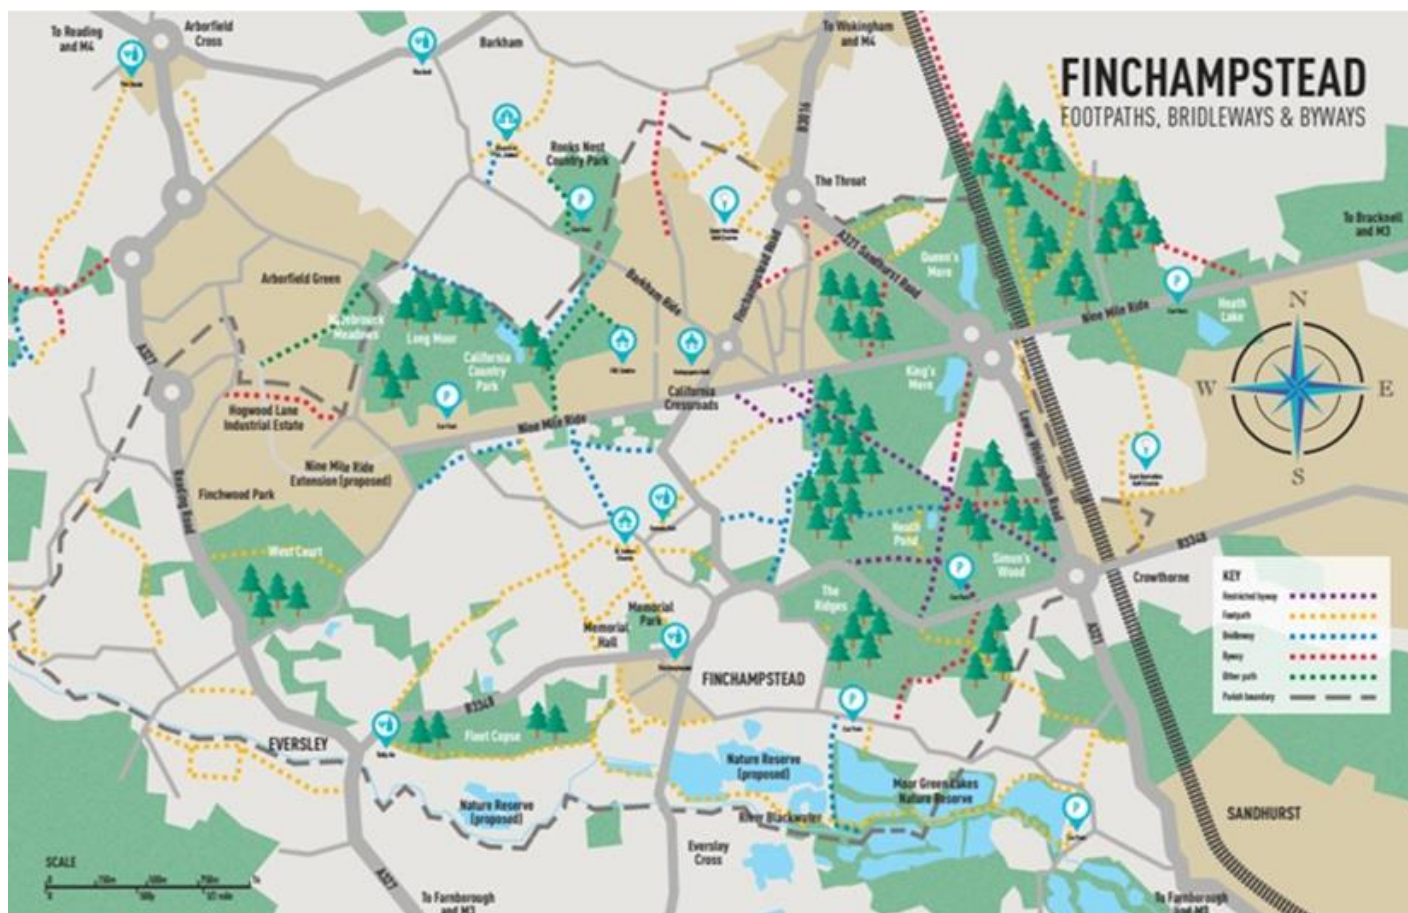 To Reading
and M4
Arborfield
Cross
Barkham
To Wokingham
and M4
FINCHAMPSTEAD
FOOTPATHS, BRIDLEWAYS & BYWAYS
B3016
Rooks Nest
Country Park
The Throat
To Bracknell
and M3
Arborfield Green
Barkham Ride
Finchampstead Road
A321 Sandhurst Road
Queen's
Mere
Nine Mile Ride
Heath
Lake
N
W
E
S
A327
Meadows
Long Moor
California
Country
Park
King's
Mere
California
Crossroads
Hogwood Lane
Industrial Estate
Nine Mile Ride
Nine Mile Ride
Extension (proposed)
Finchwood Park
Reading Road
Lower Wokingham Road
West Court
Heath
Pond
Simon's
Wood
B3348
Crowthorne
The
Ridges
Memorial
Park
Memorial
Hall
FINCHAMPSTEAD
A321
KEY
Restricted byway
Footpath
Bridleway
Byway
Other path
Parish boundary
B3348
EVERSLEY
Fleet Copse
Nature Reserve
(proposed)
Nature Reserve
(proposed)
Moor Green Lakes
Nature Reserve
River Blackwater
Eversley
Cross
SANDHURST
SCALE
A327
To Farnborough
and M3
To Farnborough
and M3